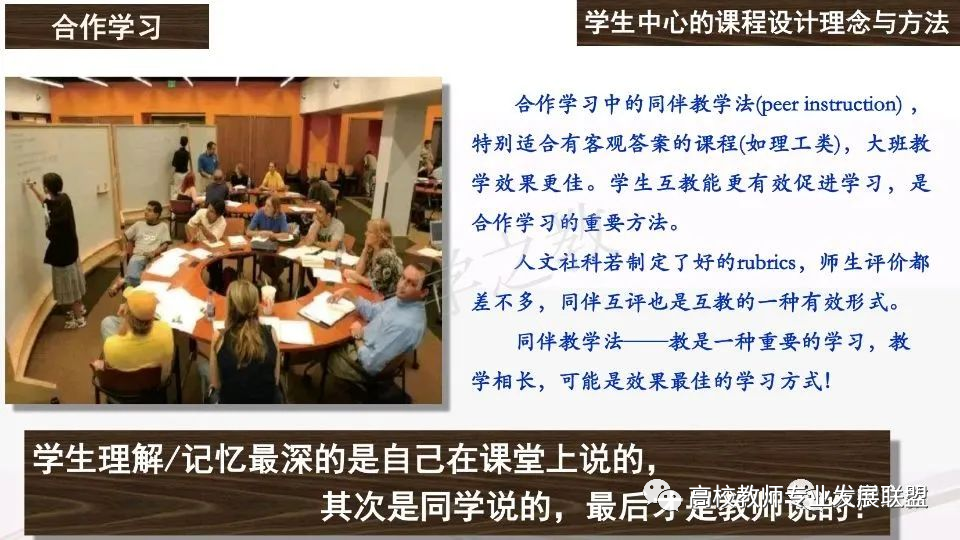 合作学习
学生中心的课程设计理念与方法
合作学习中的同伴教学法(peer instruction)，
特别适合有客观答案的课程(如理工类)，大班教
学效果更佳。学生互教能更有效促进学习，是
合作学习的重要方法。
人文社科若制定了好的rubrics，师生评价都
差不多，同伴互评也是互教的一种有效形式。
同伴教学法——教是一种重要的学习，教
学相长，可能是效果最佳的学习方式!
学生理解/记忆最深的是自己在课堂上说的，
其次是同学说的，最后才是教师说的!
高校教师专业发展联盟